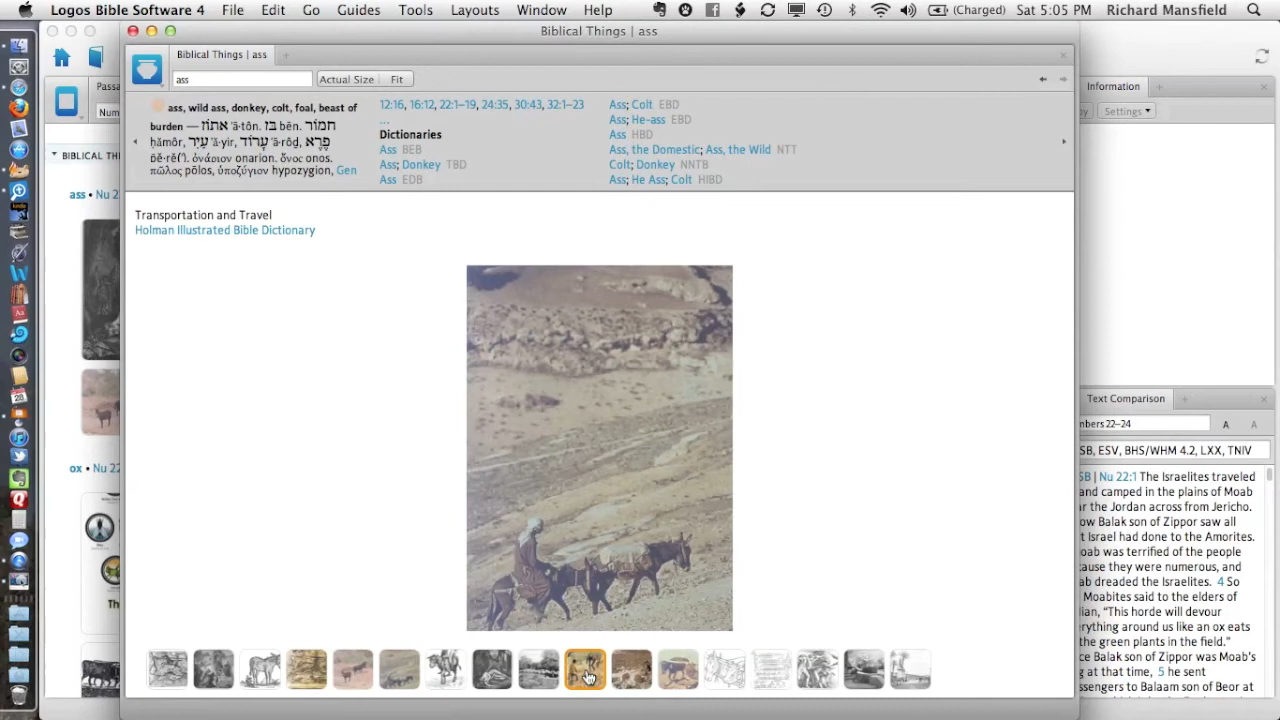 Logos Bible Software 4 File Edit Go Guides Tools Layouts Window Help (Charged) Sat 5:05 PM Richard Mansfield
Biblical Things | ass
Biblical Things | ass
ass
Actual Size Fit
ass, wild ass, donkey, colt, foal, beast of
burden —
ʿă·yir.
ὀνάριον onarion. ὄνος onos.
πῶλος pōlos, ὑποζύγιον hypozygion, Gen
12:16, 16:12, 22:1–19, 24:35, 30:43, 32:1–23
...
Dictionaries
Ass BEB
Ass; Donkey TBD
Ass EDB
Ass; Colt EBD
Ass; He-ass EBD
Ass HBD
Ass, the Domestic; Ass, the Wild NTT
Colt; Donkey NNTB
Ass; He Ass; Colt HIBD
Transportation and Travel
Holman Illustrated Bible Dictionary
Passa
Num
BIBLICAL THI
ass • Nu 2
ox • Nu 22
Th
Information
Settings
Text Comparison
mbers 22–24
SB, ESV, BHS/WHM 4.2, LXX, TNIV
SB | Nu 22:1 The Israelites traveled
and camped in the plains of Moab
ar the Jordan across from Jericho.
ow Balak son of Zippor saw all
t Israel had done to the Amorites.
oab was terrified of the people
cause they were numerous, and
ab dreaded the Israelites. 4 So
Moabites said to the elders of
ian, “This horde will devour
erything around us like an ox eats
the green plants in the field.”
ce Balak son of Zippor was Moab’s
g at that time, 5 he sent
ssengers to Balaam son of Beor at